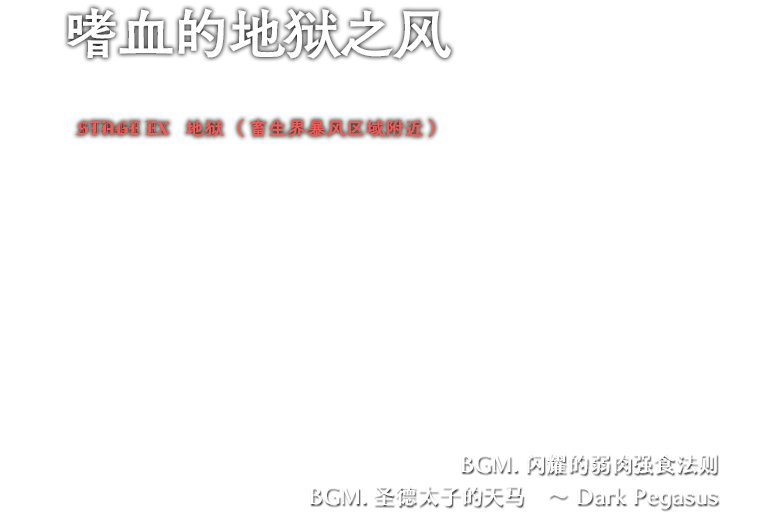 嗜血的地狱之风
STAGE EX 地狱（畜生界暴风区域附近）
BGM. 闪耀的弱肉强食法则
BGM. 圣德太子的天马　～ Dark Pegasus